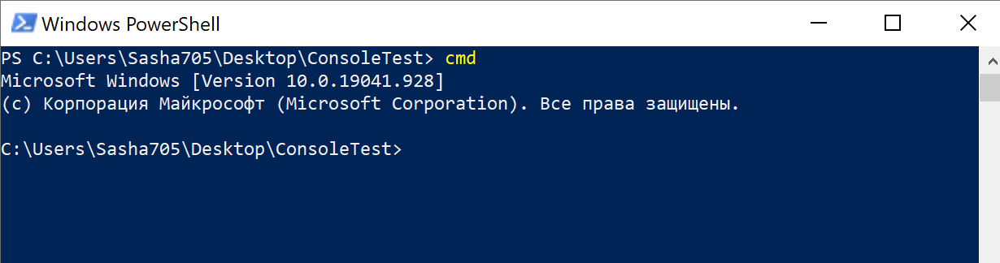 Windows PowerShell
PS C:\Users\Sasha705\Desktop\ConsoleTest> cmd
Microsoft Windows [Version 10.0.19041.928]
(c) Корпорация Майкрософт (Microsoft Corporation). Все права защищены.
C:\Users\Sasha705\Desktop\ConsoleTest>